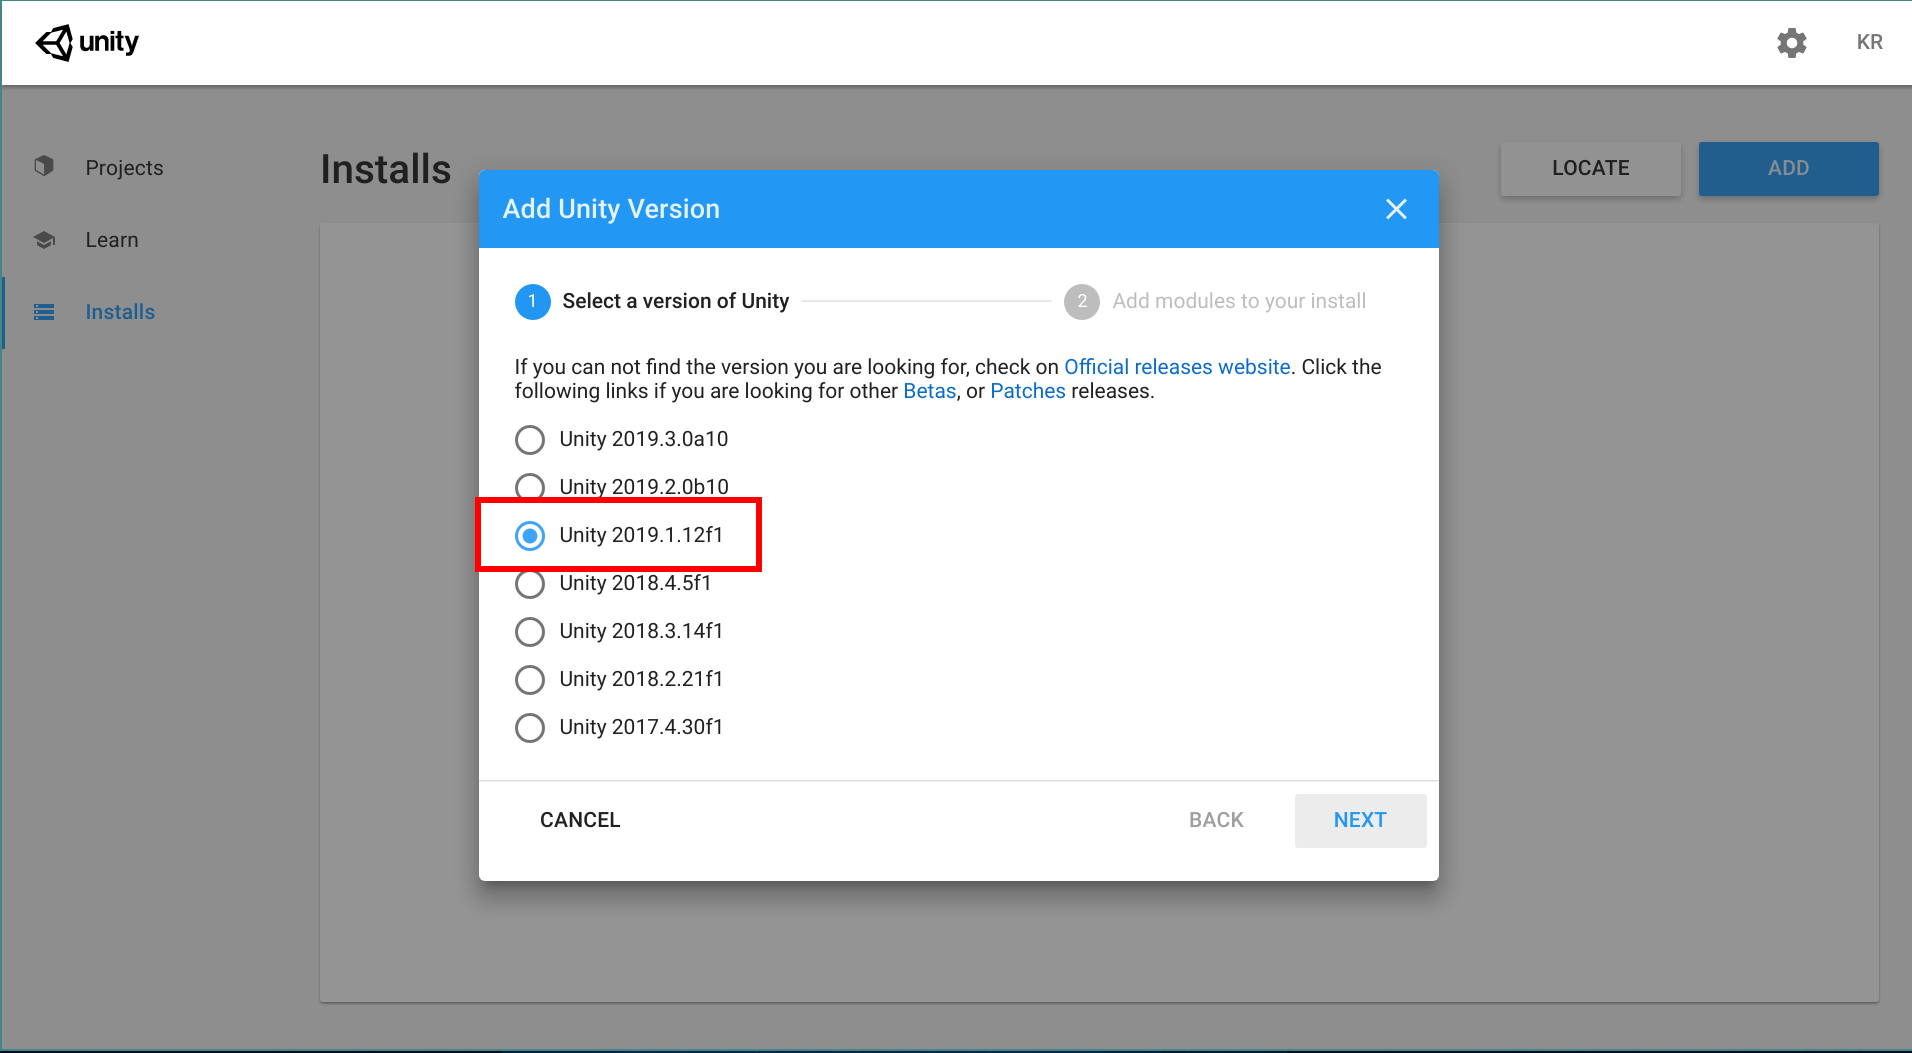 unity
KR
Projects
Learn
Installs
Installs
LOCATE
ADD
Add Unity Version
1 Select a version of Unity
2 Add modules to your install
If you can not find the version you are looking for, check on Official releases website. Click the
following links if you are looking for other Betas, or Patches releases.
Unity 2019.3.0a10
Unity 2019.2.0b10
Unity 2019.1.12f1
Unity 2018.4.5f1
Unity 2018.3.14f1
Unity 2018.2.21f1
Unity 2017.4.30f1
CANCEL
BACK
NEXT